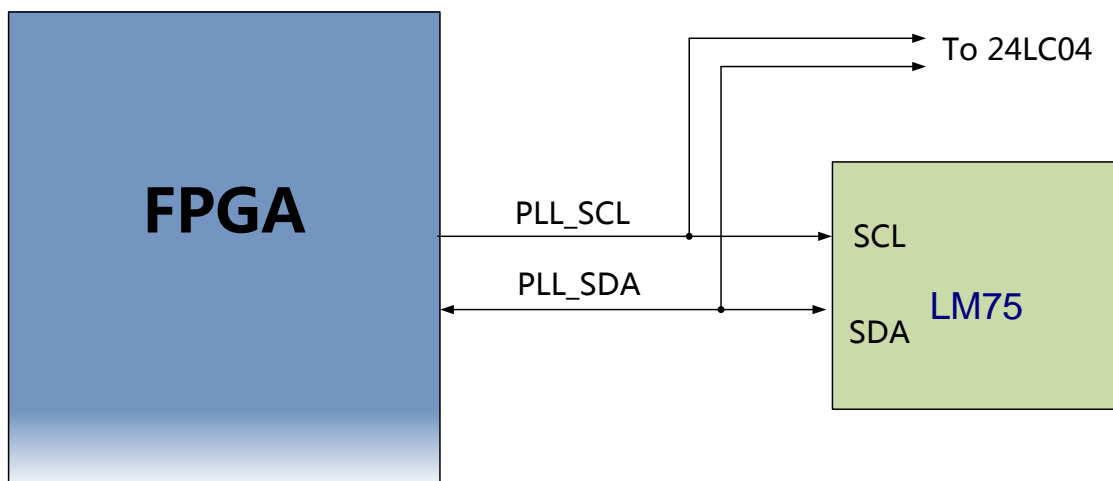 To 24LC04
FPGA
PLL_SCL
SCL
PLL_SDA
LM75
SDA